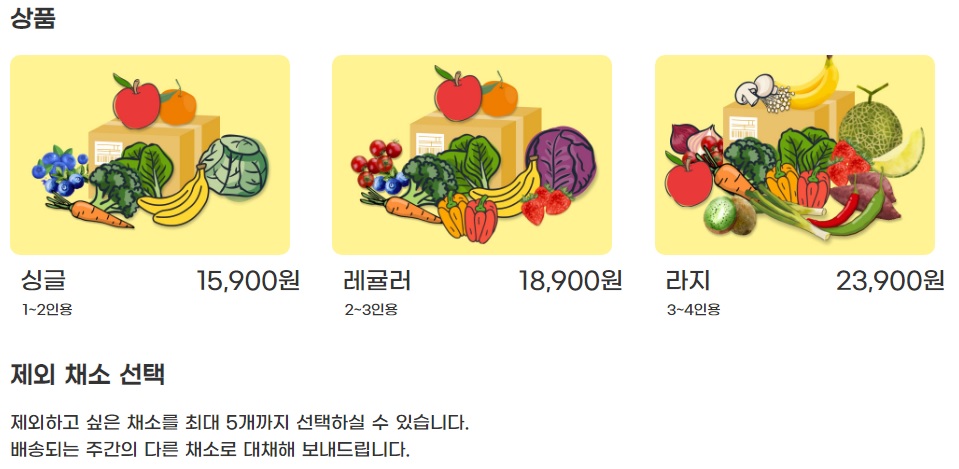 상품
싱글 15,900원
1~2인용
레귤러 18,900원
2~3인용
라지 23,900원
3~4인용
제외 채소 선택
제외하고 싶은 채소를 최대 5개까지 선택하실 수 있습니다.
배송되는 주간의 다른 채소로 대채해 보내드립니다.